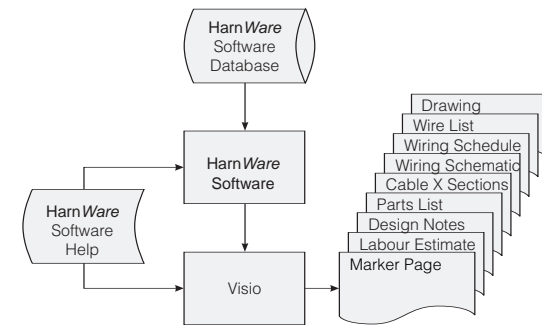 HarnWare
Software
Database
HarnWare
Software
HarnWare
Software
Help
Visio
Drawing
Wire List
Wiring Schedule
Wiring Schematic
Cable X Sections
Parts List
Design Notes
Labour Estimate
Marker Page